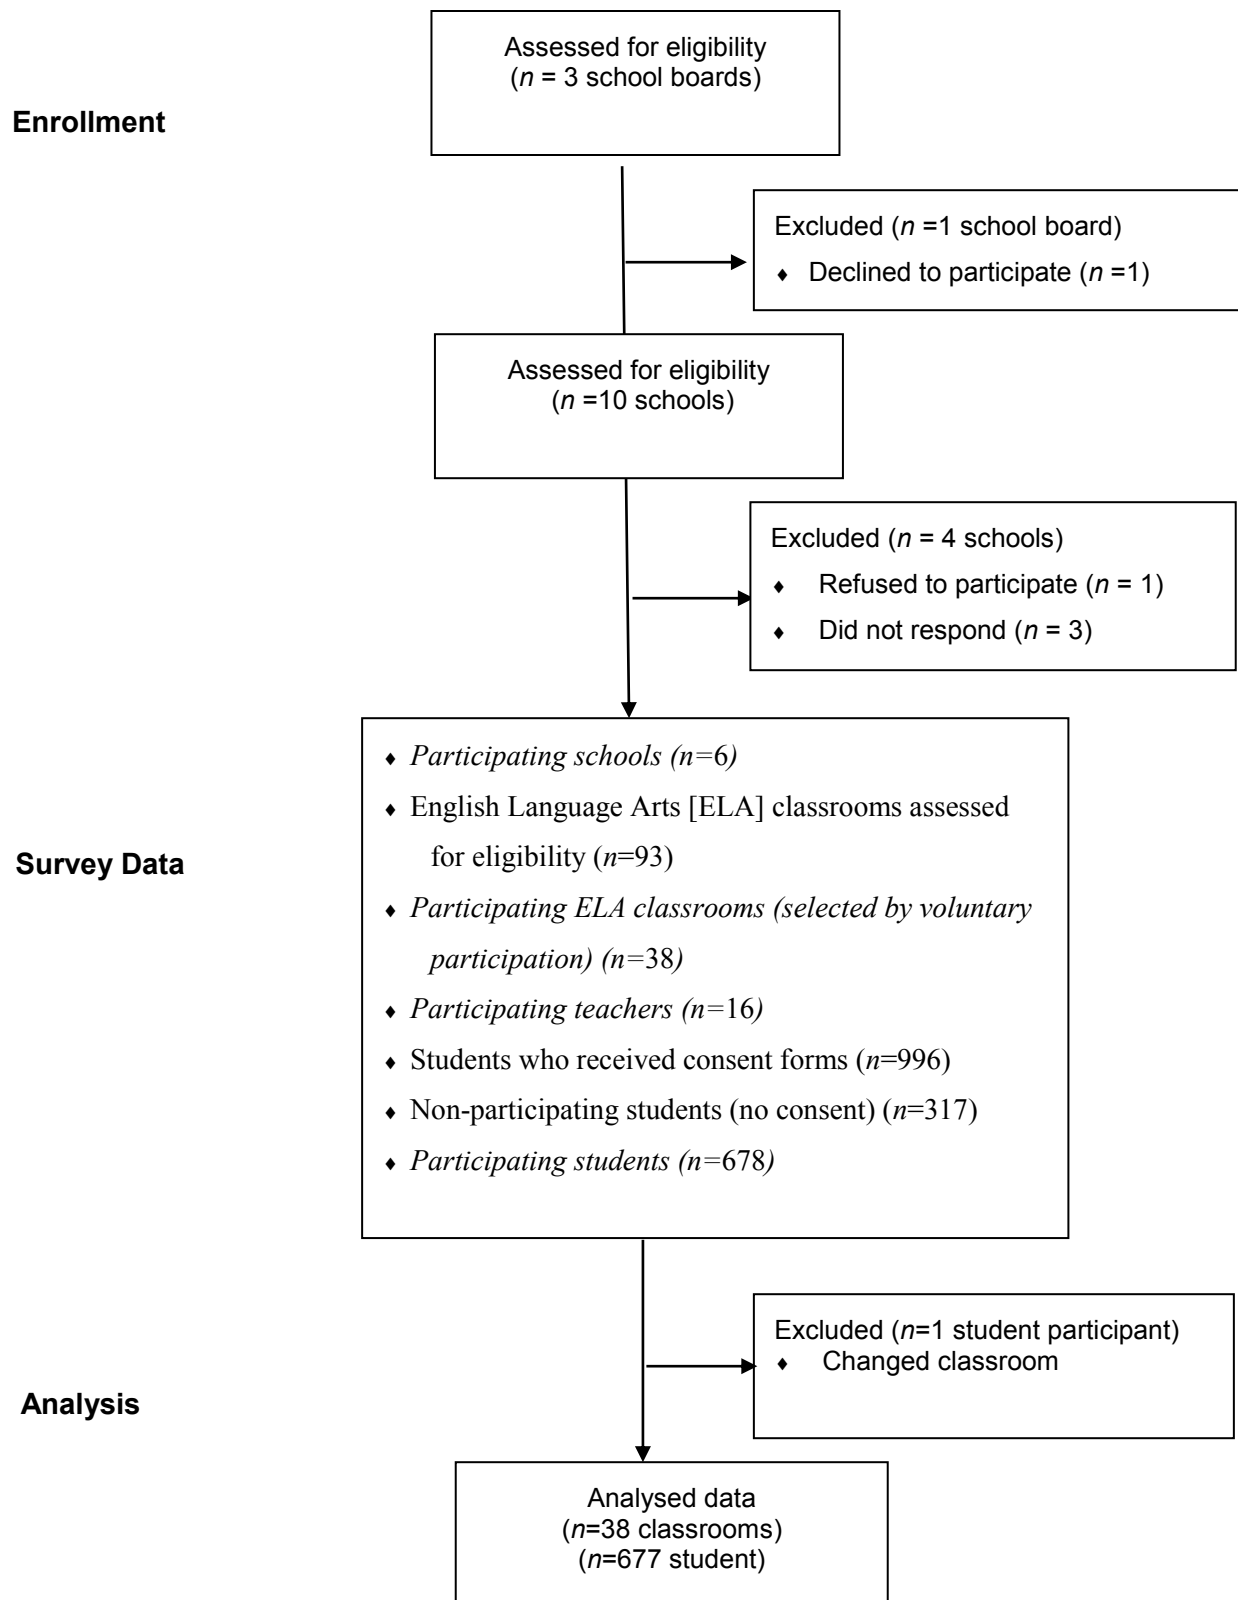 Assessed for eligibility
(n = 3 school boards)
Enrollment
Excluded (n =1 school board)
⬧ Declined to participate (n =1)
Assessed for eligibility
(n =10 schools)
Excluded (n = 4 schools)
⬧ Refused to participate (n = 1)
⬧ Did not respond (n = 3)
Survey Data
⬧ Participating schools (n=6)
⬧ English Language Arts [ELA] classrooms assessed
for eligibility (n=93)
⬧ Participating ELA classrooms (selected by voluntary
participation) (n=38)
⬧ Participating teachers (n=16)
⬧ Students who received consent forms (n=996)
⬧ Non-participating students (no consent) (n=317)
⬧ Participating students (n=678)
Excluded (n=1 student participant)
⬧ Changed classroom
Analysis
Analysed data
(n=38 classrooms)
(n=677 student)